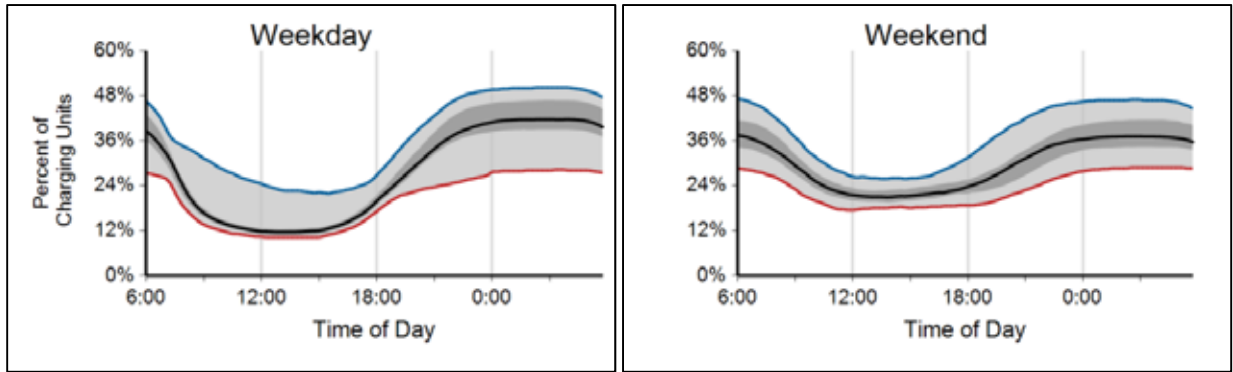 Weekday
60%
48%
36%
24%
12%
0%
Percent of
Charging Units
6:00 12:00 18:00 0:00
Time of Day
Weekend
60%
48%
36%
24%
12%
0%
6:00 12:00 18:00 0:00
Time of Day